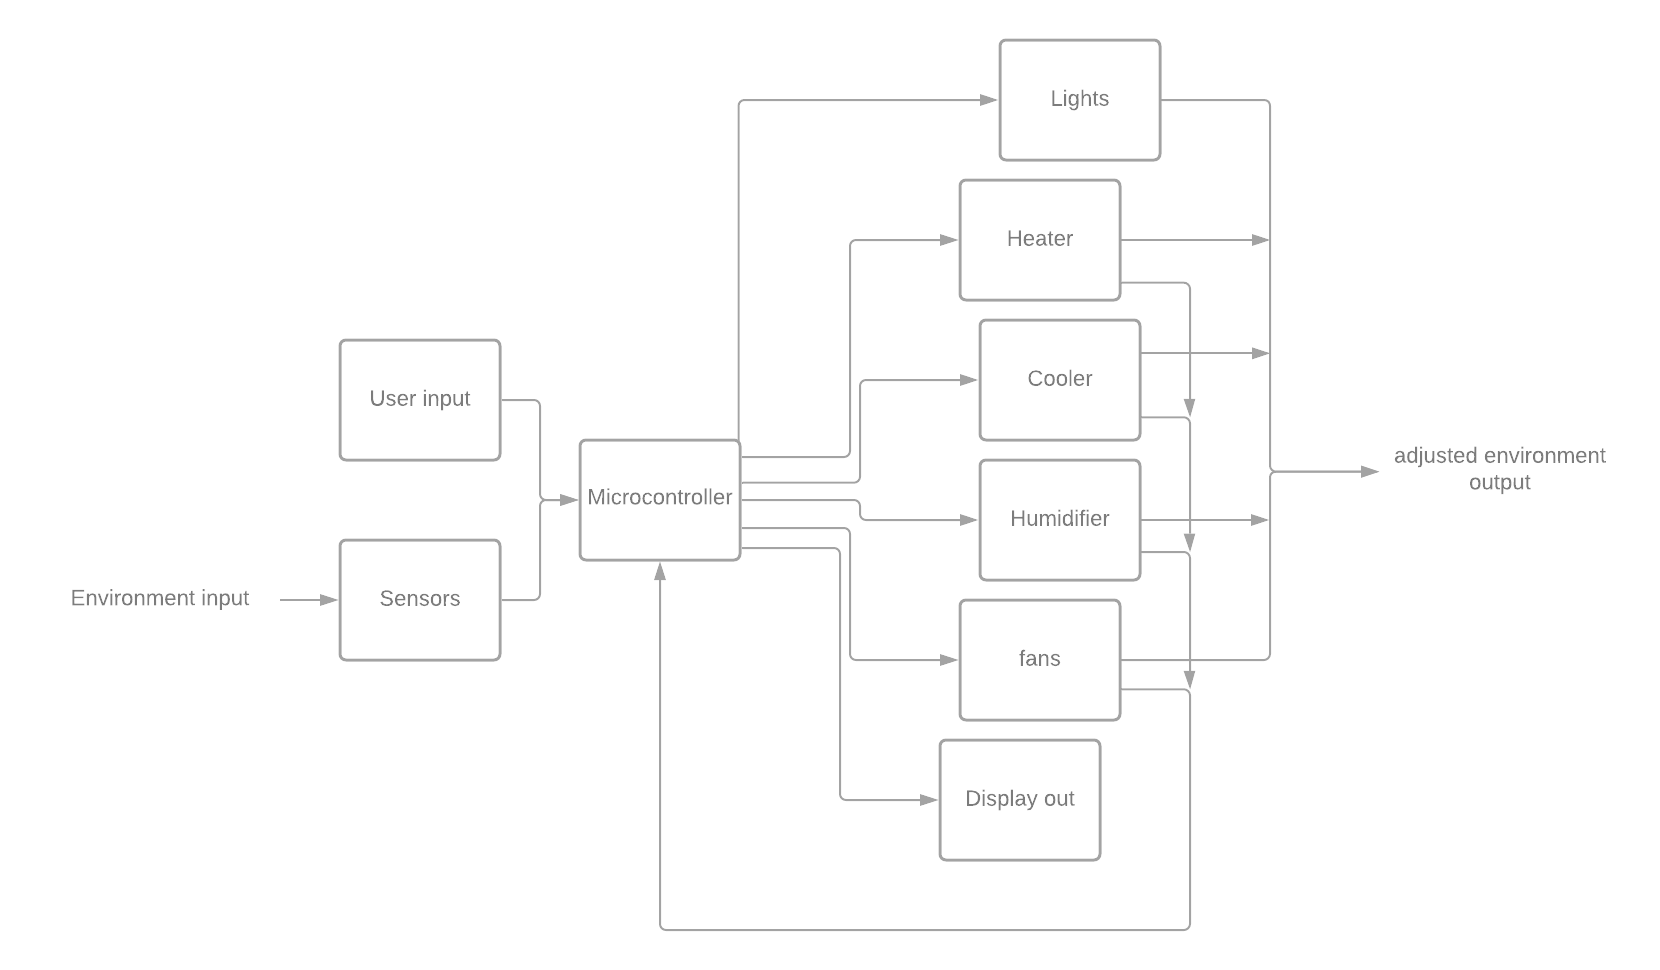 Lights
Heater
Cooler
User input
adjusted environment
output
Microcontroller
Humidifier
Environment input
Sensors
fans
Display out